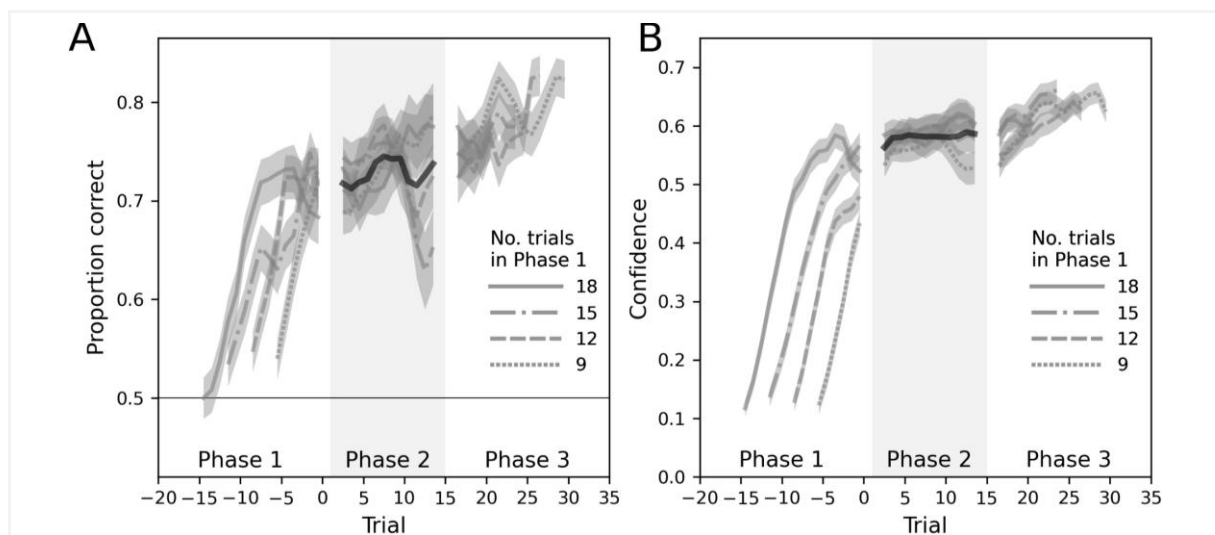 A
Proportion correct
0.8
0.7
0.6
0.5
No. trials
in Phase 1
18
15
12
9
Phase 1
Phase 2
Phase 3
−20 −15 −10 −5 0 5 10 15 20 25 30 35
Trial
B
Confidence
0.7
0.6
0.5
0.4
0.3
0.2
0.1
0.0
No. trials
in Phase 1
18
15
12
9
Phase 1
Phase 2
Phase 3
−20 −15 −10 −5 0 5 10 15 20 25 30 35
Trial